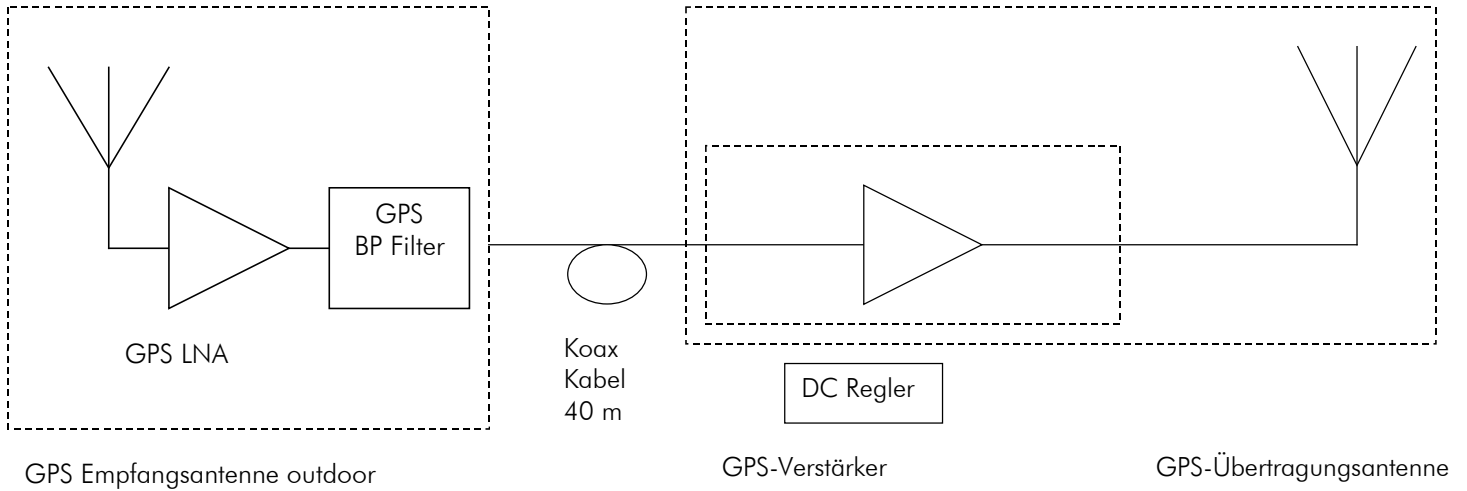 GPS
BP Filter
GPS LNA
Koax
Kabel
40 m
DC Regler
GPS Empfangsantenne outdoor
GPS-Verstärker
GPS-Übertragungsantenne